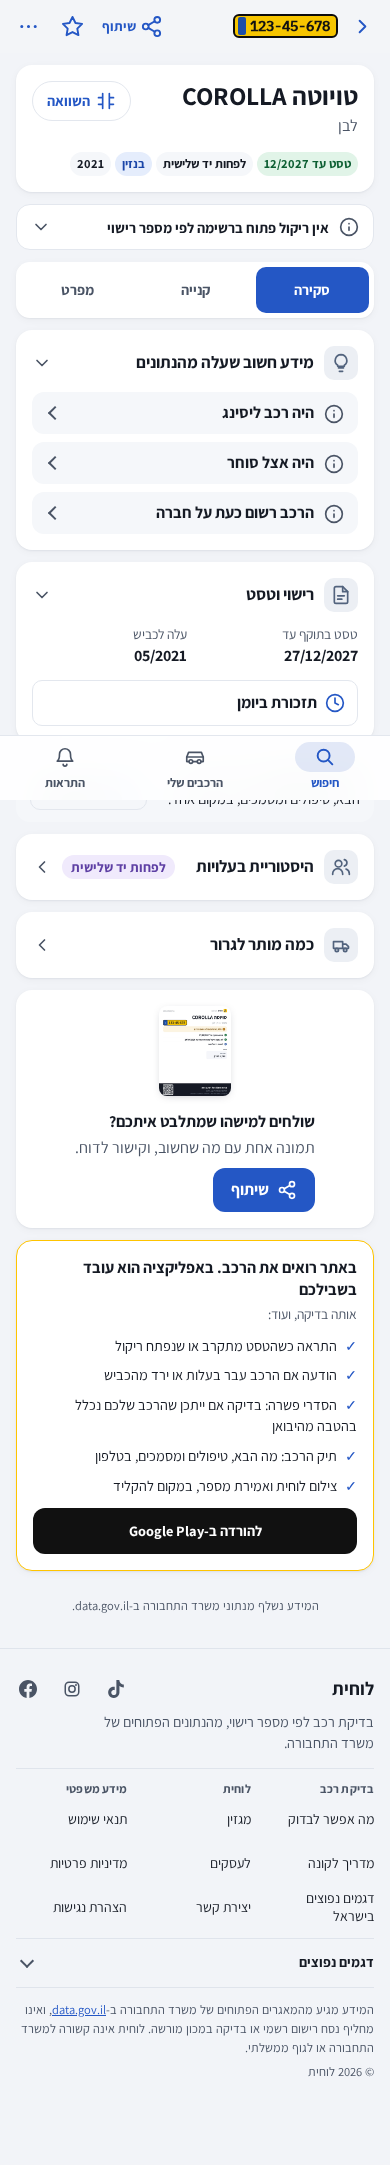 123-45-678
שיתוף
טויוטה COROLLA
השוואה
לבן
טסט עד 12/2027
לפחות יד שלישית
בנזין
2021
אין ריקול פתוח ברשימה לפי מספר רישוי
סקירה
קנייה
מפרט
מידע חשוב שעלה מהנתונים
היה רכב ליסינג
היה אצל סוחר
הרכב רשום כעת על חברה
רישוי וטסט
טסט בתוקף עד
עלה לכביש
27/12/2027
05/2021
תזכורת ביומן
חיפוש
הרכבים שלי
התראות
היסטוריית בעלויות
לפחות יד שלישית
כמה מותר לגרור
שולחים למישהו שמתלבט איתכם?
תמונה אחת עם מה שחשוב, וקישור לדוח.
שיתוף
באתר רואים את הרכב. באפליקציה הוא עובד
בשבילכם
אותה בדיקה, ועוד:
✓ התראה כשהטסט מתקרב או שנפתח ריקול
✓ הודעה אם הרכב עבר בעלות או ירד מהכביש
✓ הסדרי פשרה: בדיקה אם ייתכן שהרכב שלכם נכלל
בהטבה מהיבואן
✓ תיק הרכב: מה הבא, טיפולים ומסמכים, בטלפון
✓ צילום לוחית ואמירת מספר, במקום להקליד
להורדה ב-Google Play
המידע נשלף מנתוני משרד התחבורה ב-data.gov.il.
לוחית
בדיקת רכב לפי מספר רישוי, מהנתונים הפתוחים של
משרד התחבורה.
בדיקת רכב
לוחית
מידע משפטי
מה אפשר לבדוק
מגזין
תנאי שימוש
מדריך לקונה
לעסקים
מדיניות פרטיות
דגמים נפוצים
בישראל
יצירת קשר
הצהרת נגישות
דגמים נפוצים
המידע מגיע מהמאגרים הפתוחים של משרד התחבורה ב-data.gov.il, ואינו
מחליף נסח רישום רשמי או בדיקה במכון מורשה. לוחית אינה קשורה למשרד
התחבורה או לגוף ממשלתי.
© 2026 לוחית